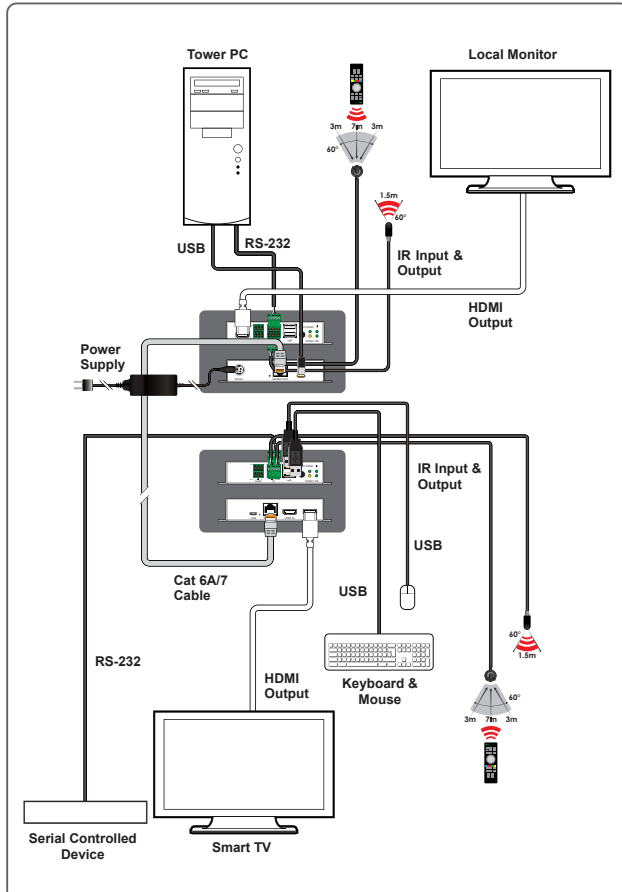 Tower PC
Local Monitor
3m 7m 3m
60°
1.5m
60°
USB
RS-232
IR Input &
Output
HDMI
Output
Power
Supply
IR Input &
Output
USB
Cat 6A/7
Cable
USB
RS-232
60°
1.5m
HDMI
Output
Keyboard &
Mouse
60°
3m 7m 3m
Serial Controlled
Device
Smart TV